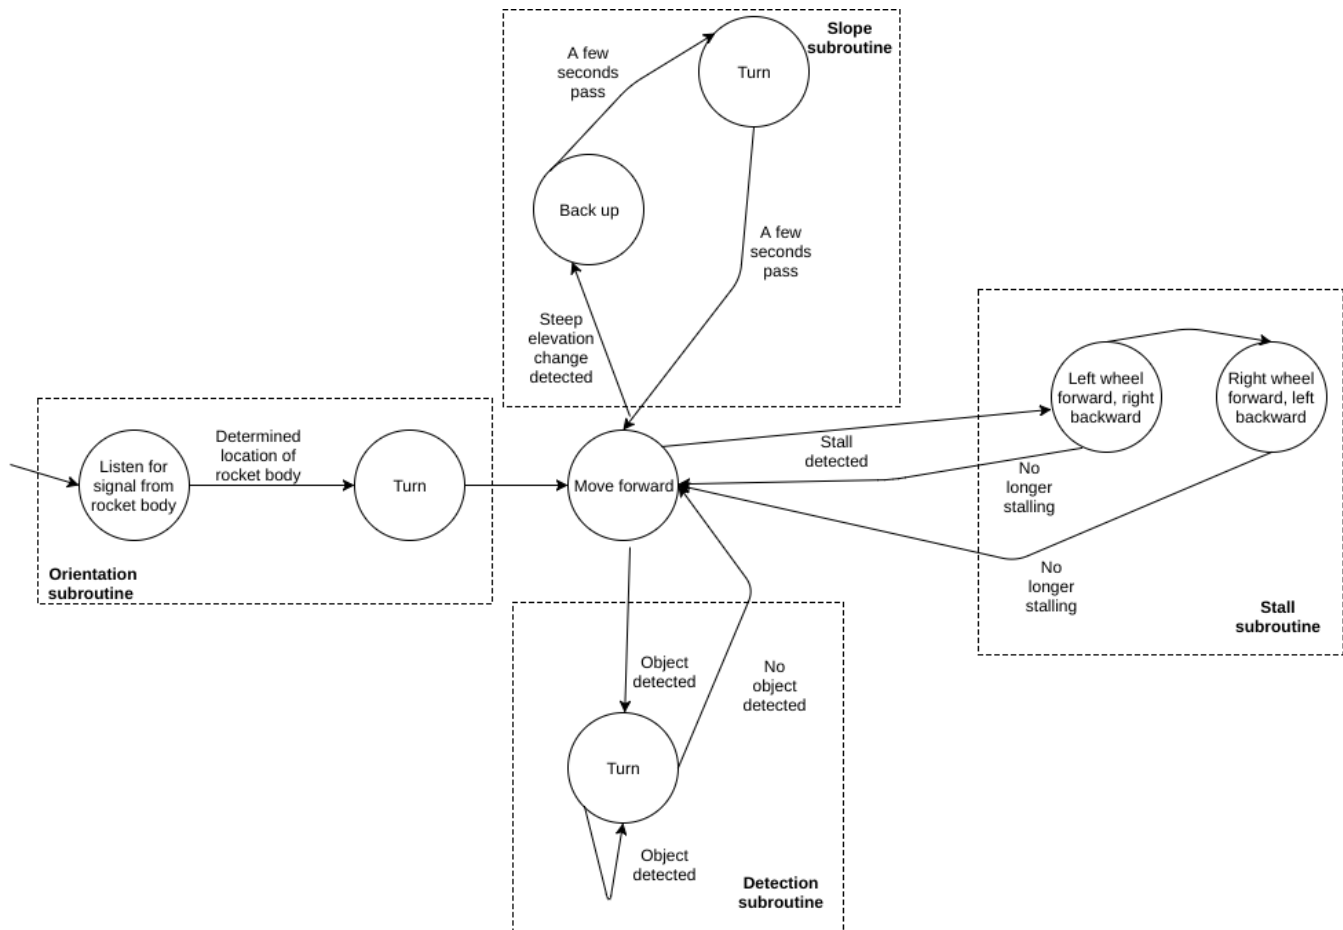 Slope
subroutine
A few
seconds
pass
Turn
Back up
A few
seconds
pass
Steep
elevation
change
detected
Determined
location of
rocket body
Listen for
signal from
rocket body
Turn
Orientation
subroutine
Move forward
Stall
detected
Left wheel
forward, right
backward
Right wheel
forward, left
backward
No
longer
stalling
No
longer
stalling
Stall
subroutine
Object
detected
No
object
detected
Turn
Object
detected
Detection
subroutine